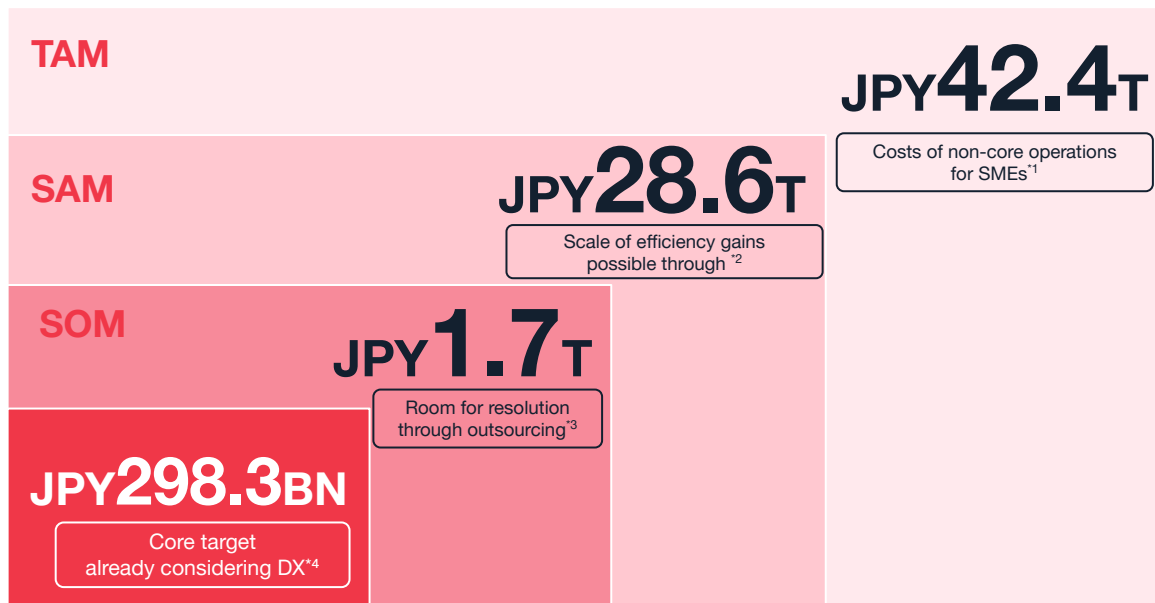 TAM
JPY42.4T
Costs of non-core operations
for SMEs*1
SAM
JPY28.6T
Scale of efficiency gains
possible through *2
SOM
JPY1.7T
Room for resolution
through outsourcing*3
JPY298.3BN
Core target
already considering DX*4